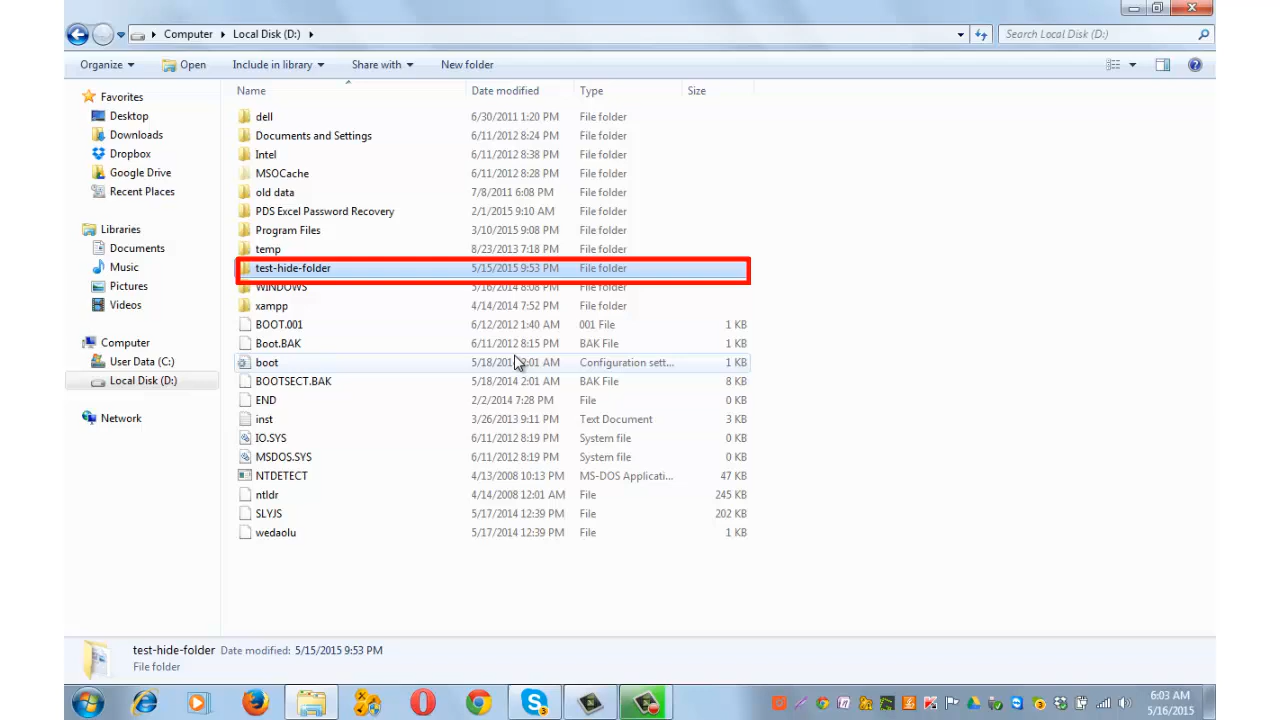 Computer Local Disk (D:)
Search Local Disk (D:)
Organize Open Include in library Share with New folder
Name Date modified Type Size
Favorites
Desktop
Downloads
Dropbox
Google Drive
Recent Places
Libraries
Documents
Music
Pictures
Videos
Computer
User Data (C:)
Local Disk (D:)
Network
dell 6/30/2011 1:20 PM File folder
Documents and Settings 6/11/2012 8:24 PM File folder
Intel 6/11/2012 8:38 PM File folder
MSOCache 6/11/2012 8:28 PM File folder
old data 7/8/2011 6:08 PM File folder
PDS Excel Password Recovery 2/1/2015 9:10 AM File folder
Program Files 3/10/2015 9:08 PM File folder
temp 8/23/2013 7:18 PM File folder
test-hide-folder 5/15/2015 9:53 PM File folder
WINDOWS 5/16/2014 8:08 PM File folder
xampp 4/14/2014 7:52 PM File folder
BOOT.001 6/12/2012 1:40 AM 001 File 1 KB
Boot.BAK 6/11/2012 8:15 PM BAK File 1 KB
boot 5/18/201 2:01 AM Configuration sett... 1 KB
BOOTSECT.BAK 5/18/2014 2:01 AM BAK File 8 KB
END 2/2/2014 7:28 PM File 0 KB
inst 3/26/2013 9:11 PM Text Document 3 KB
IO.SYS 6/11/2012 8:19 PM System file 0 KB
MSDOS.SYS 6/11/2012 8:19 PM System file 0 KB
NTDETECT 4/13/2008 10:13 PM MS-DOS Applicati... 47 KB
ntldr 4/14/2008 12:01 AM File 245 KB
SLYJS 5/17/2014 12:39 PM File 202 KB
wedaolu 5/17/2014 12:39 PM File 1 KB
test-hide-folder Date modified: 5/15/2015 9:53 PM
File folder
6:03 AM
5/16/2015